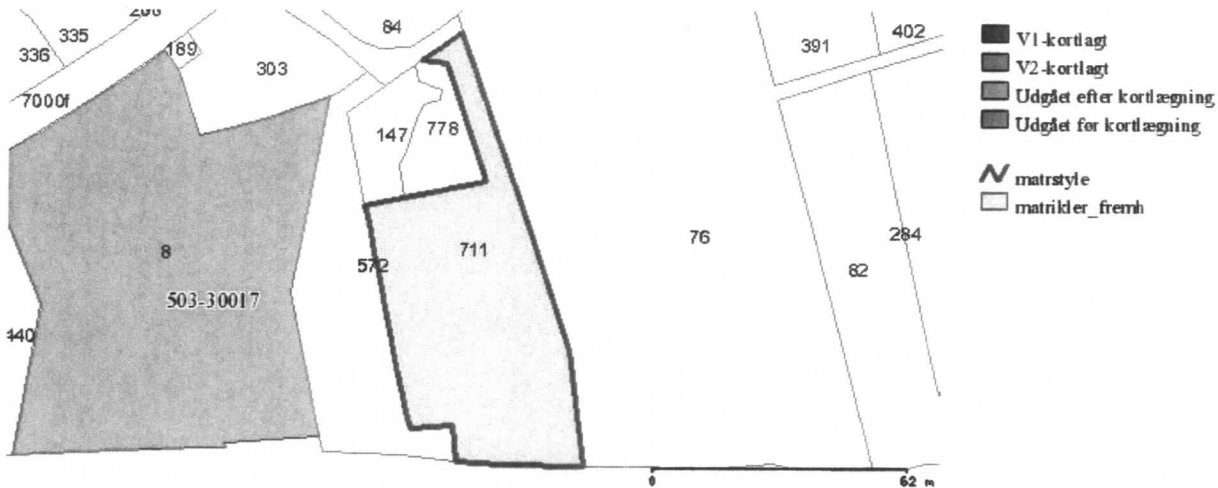 335
336
189
303
84
391
402
7000f
147
778
8
503-30017
572
711
76
82
284
440
0
62 m
V1-kortlagt
V2-kortlagt
Udgået efter kortlægning
Udgået før kortlægning
matrstyle
matrikler_fremh